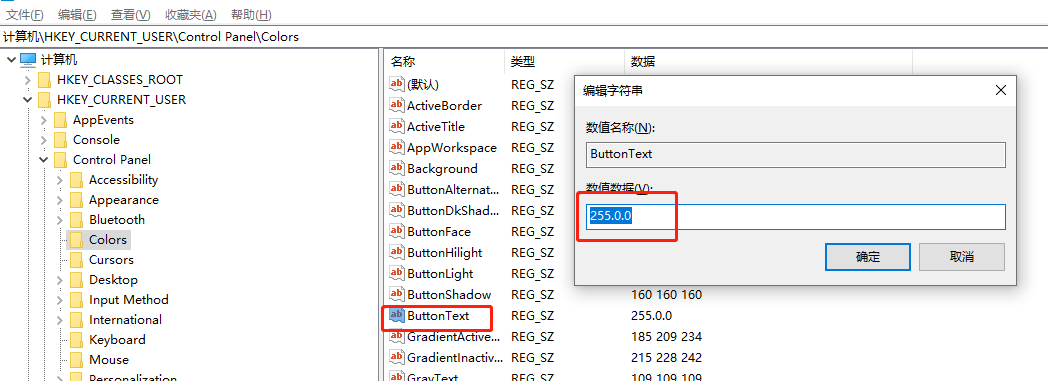 文件(F) 编辑(E) 查看(V) 收藏夹(A) 帮助(H)
计算机\HKEY_CURRENT_USER\Control Panel\Colors
计算机
HKEY_CLASSES_ROOT
HKEY_CURRENT_USER
AppEvents
Console
Control Panel
Accessibility
Appearance
Bluetooth
Colors
Cursors
Desktop
Input Method
International
Keyboard
Mouse
Personalization
名称 类型 数据
(默认) REG_SZ
ActiveBorder REG_SZ
ActiveTitle REG_SZ
AppWorkspace REG_SZ
Background REG_SZ
ButtonAlternat... REG_SZ
ButtonDkShad... REG_SZ
ButtonFace REG_SZ
ButtonHilight REG_SZ
ButtonLight REG_SZ
ButtonShadow REG_SZ 160 160 160
ButtonText REG_SZ 255.0.0
GradientActive... REG_SZ 185 209 234
GradientInactiv... REG_SZ 215 228 242
GrayText REG_SZ 109 109 109
编辑字符串
数值名称(N):
ButtonText
数值数据(V):
255.0.0
确定 取消